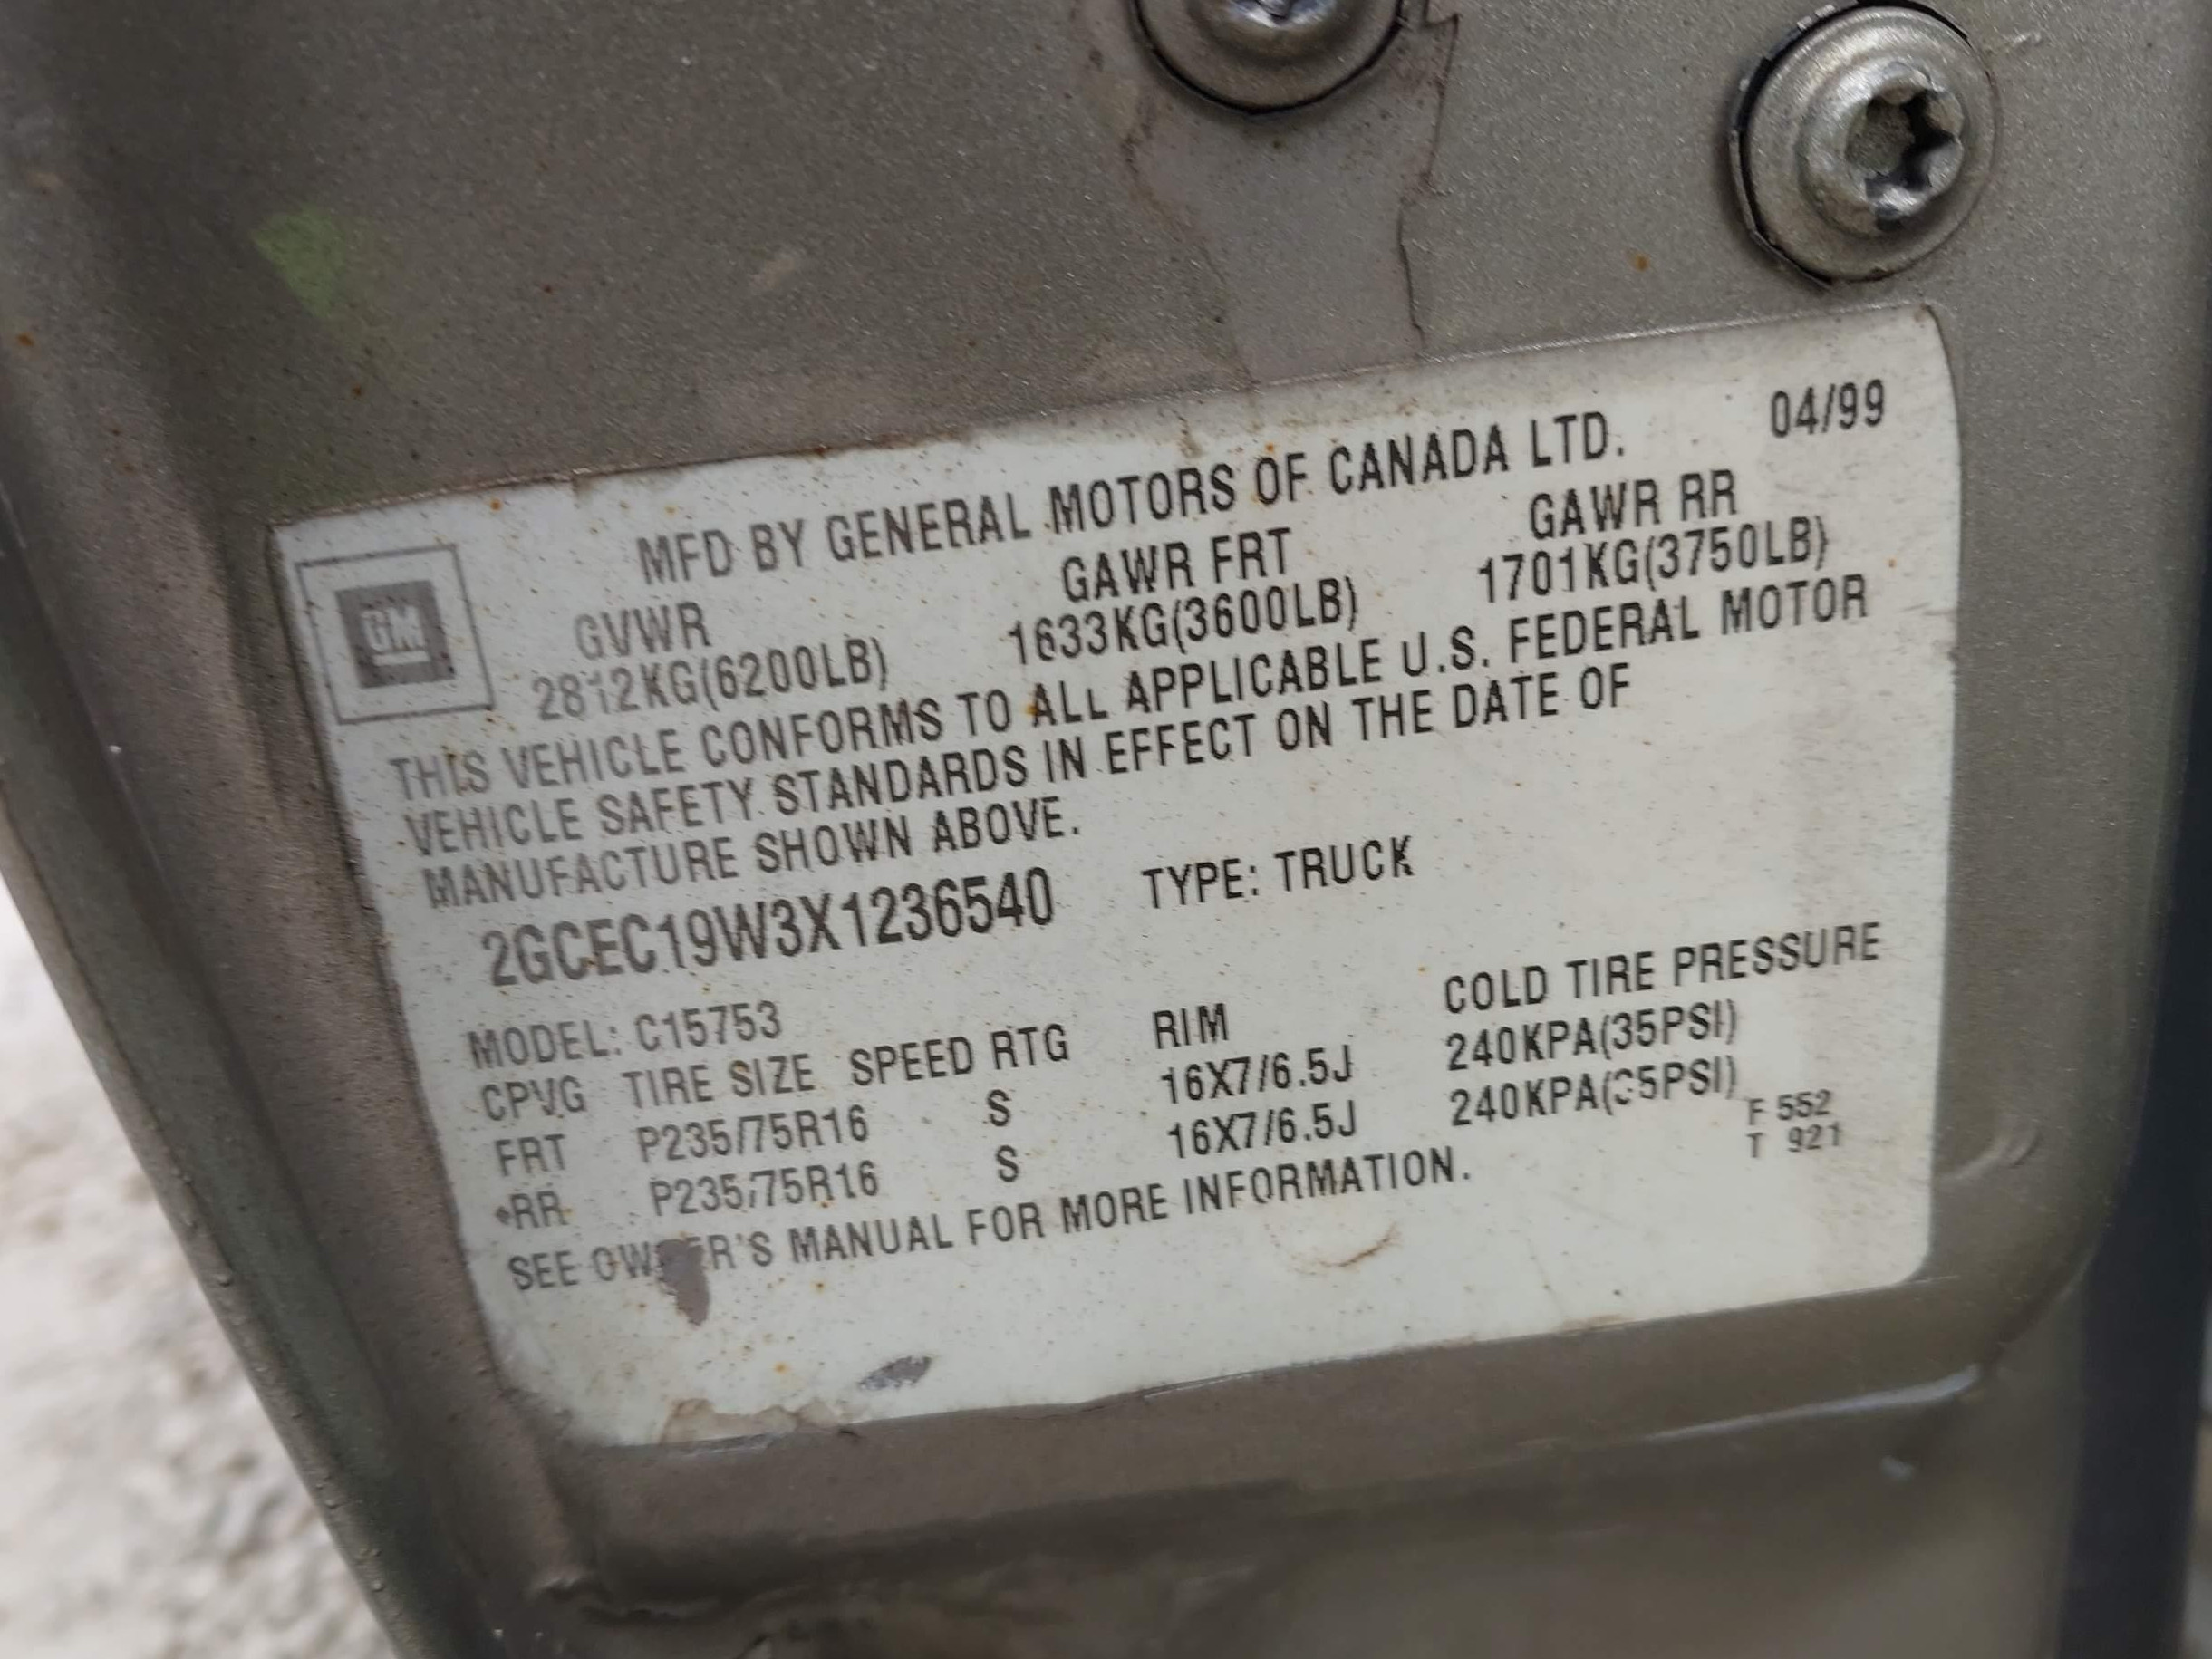 MFD BY GENERAL MOTORS OF CANADA LTD. 04/99
GM
GVWR GAWR FRT GAWR RR
2812KG(6200LB) 1633KG(3600LB) 1701KG(3750LB)
THIS VEHICLE CONFORMS TO ALL APPLICABLE U.S. FEDERAL MOTOR
VEHICLE SAFETY STANDARDS IN EFFECT ON THE DATE OF
MANUFACTURE SHOWN ABOVE.
2GCEC19W3X1236540 TYPE: TRUCK
MODEL: C15753
CPVG TIRE SIZE SPEED RTG RIM COLD TIRE PRESSURE
FRT P235/75R16 S 16X7/6.5J 240KPA(35PSI)
RR P235/75R16 S 16X7/6.5J 240KPA(35PSI)
SEE OWNER'S MANUAL FOR MORE INFORMATION.
F 552
T 921